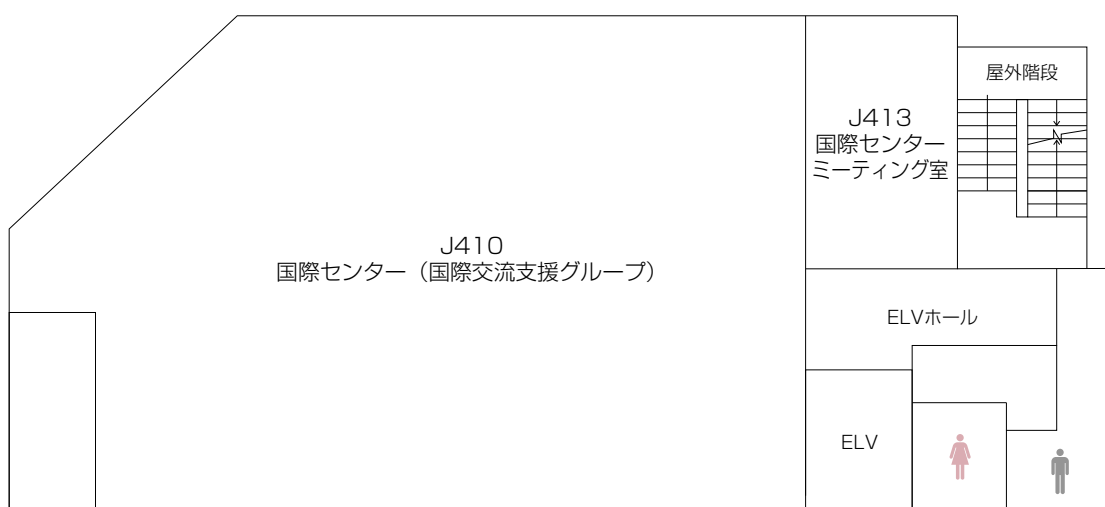 屋外階段
J413
国際センター
ミーティング室
J410
国際センター（国際交流支援グループ）
ELVホール
ELV